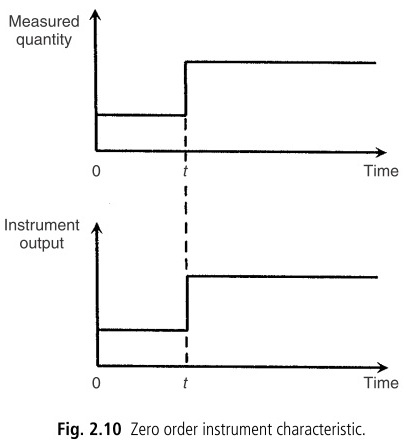 Measured
quantity
0
t
Time
Instrument
output
0
t
Time
Fig. 2.10 Zero order instrument characteristic.